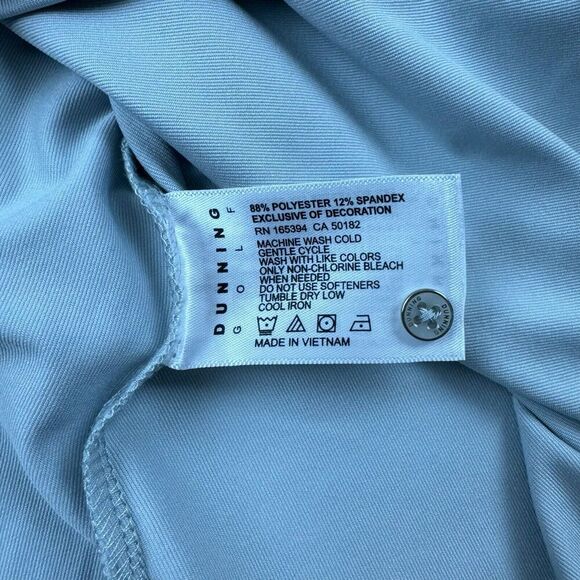 DUNNING
GOLF
88% POLYESTER 12% SPANDEX
EXCLUSIVE OF DECORATION
RN 165394 CA 50182
MACHINE WASH COLD
GENTLE CYCLE
WASH WITH LIKE COLORS
ONLY NON-CHLORINE BLEACH
WHEN NEEDED
DO NOT USE SOFTENERS
TUMBLE DRY LOW
COOL IRON
MADE IN VIETNAM
DUNNING
DUNNING